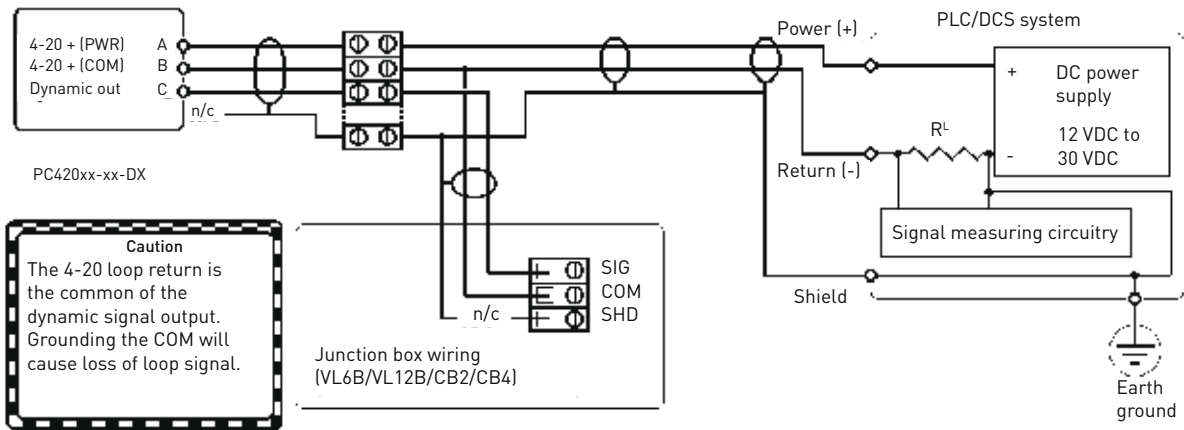 4-20 + (PWR) A
4-20 + (COM) B
Dynamic out C
n/c
PC420xx-xx-DX
Caution
The 4-20 loop return is
the common of the
dynamic signal output.
Grounding the COM will
cause loss of loop signal.
SIG
COM
SHD
n/c
Junction box wiring
(VL6B/VL12B/CB2/CB4)
Power (+)
Return (-)
Shield
PLC/DCS system
+ DC power
supply
12 VDC to
- 30 VDC
RL
Signal measuring circuitry
Earth
ground